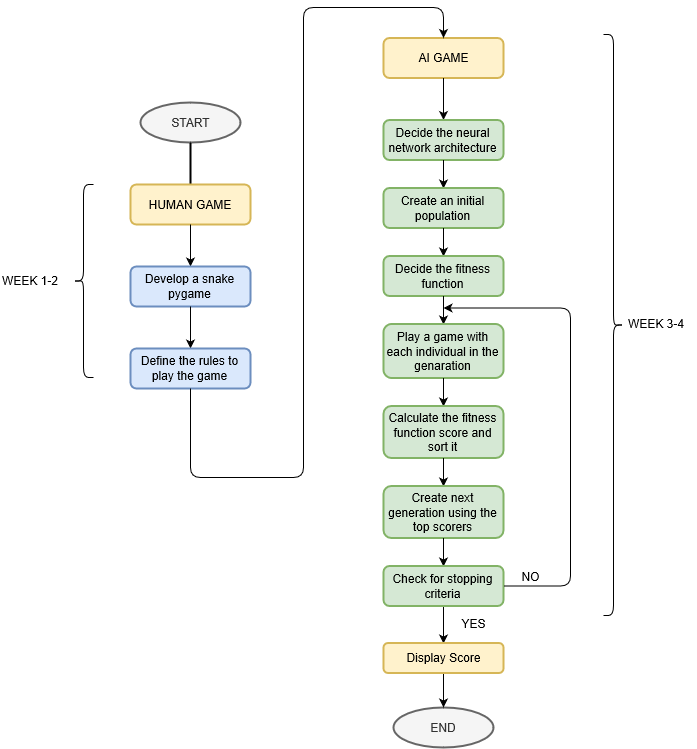 START
HUMAN GAME
WEEK 1-2
Develop a snake
pygame
Define the rules to
play the game
AI GAME
Decide the neural
network architecture
Create an initial
population
Decide the fitness
function
WEEK 3-4
Play a game with
each individual in the
genaration
Calculate the fitness
function score and
sort it
Create next
generation using the
top scorers
Check for stopping
criteria
NO
YES
Display Score
END